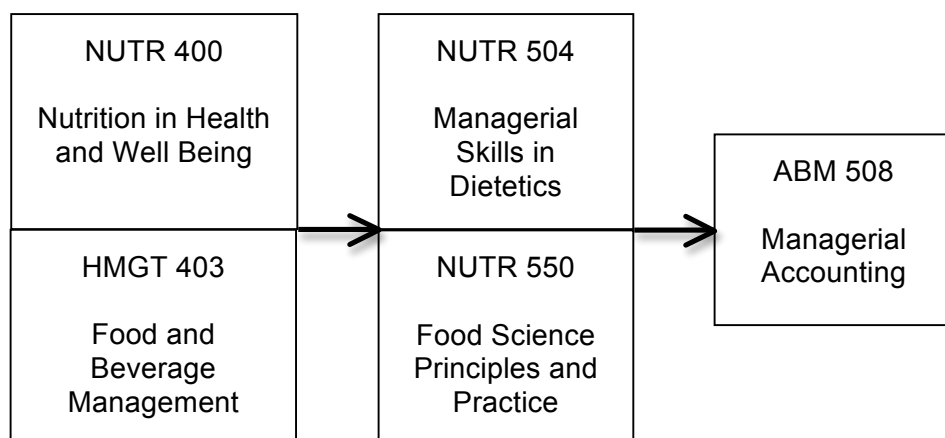 NUTR 400
Nutrition in Health
and Well Being
HMGT 403
Food and
Beverage
Management
NUTR 504
Managerial
Skills in
Dietetics
NUTR 550
Food Science
Principles and
Practice
ABM 508
Managerial
Accounting